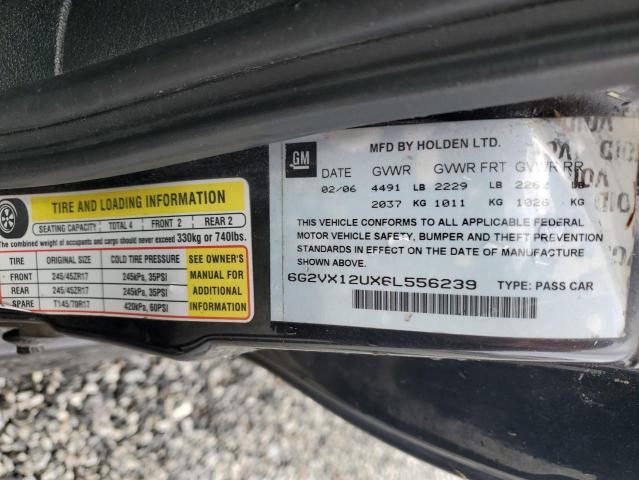 TIRE AND LOADING INFORMATION
SEATING CAPACITY TOTAL 4 FRONT 2 REAR 2
The combined weight of occupants and cargo should never exceed 330kg or 740lbs.
TIRE ORIGINAL SIZE COLD TIRE PRESSURE
FRONT 245/45ZR17 245kPa, 35PSI
REAR 245/45ZR17 245kPa, 35PSI
SPARE T145/70R17 420kPa, 60PSI
SEE OWNER'S
MANUAL FOR
ADDITIONAL
INFORMATION
GM
MFD BY HOLDEN LTD.
DATE GVWR GVWR FRT GVWR RR
02/06 4491 LB 2229 LB 2262 LB
2037 KG 1011 KG 1026 KG
THIS VEHICLE CONFORMS TO ALL APPLICABLE FEDERAL
MOTOR VEHICLE SAFETY, BUMPER AND THEFT PREVENTION
STANDARDS IN EFFECT ON THE DATE OF MANUFACTURE
SHOWN ABOVE.
6G2VX12UX6L556239 TYPE: PASS CAR